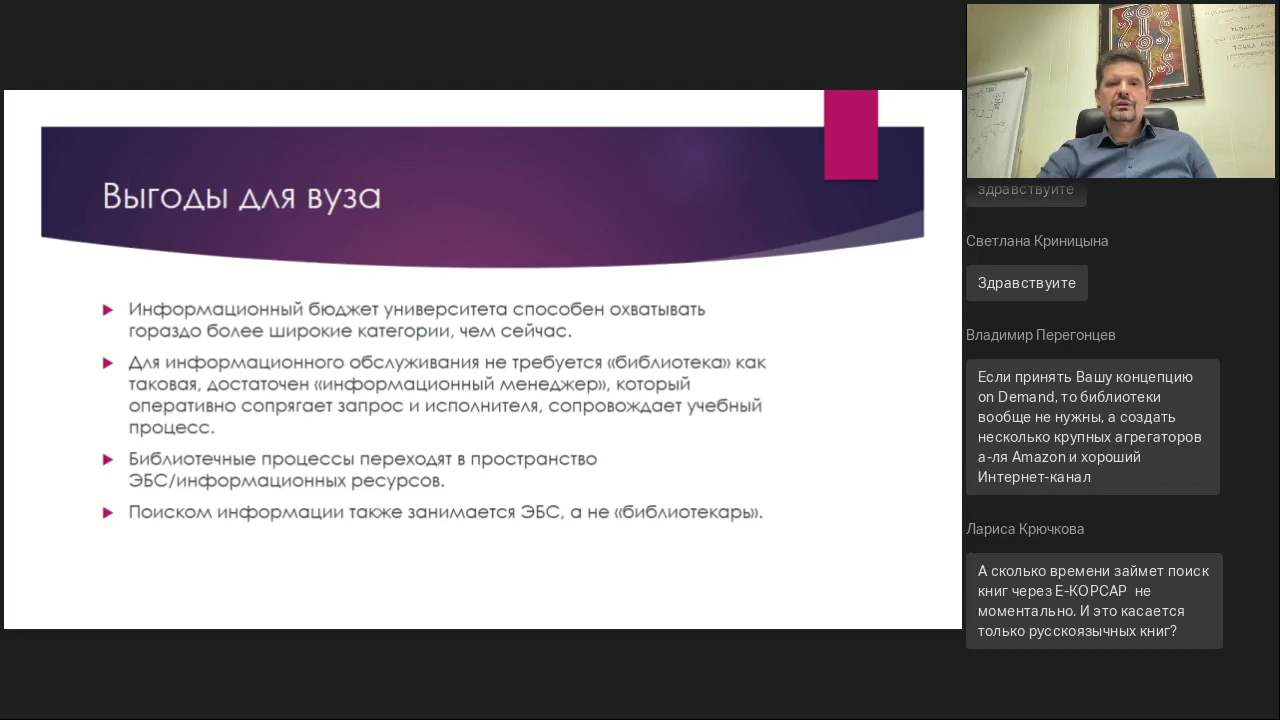 Выгоды для вуза
Информационный бюджет университета способен охватывать
гораздо более широкие категории, чем сейчас.
Для информационного обслуживания не требуется «библиотека» как
таковая, достаточен «информационный менеджер», который
оперативно сопрягает запрос и исполнителя, сопровождает учебный
процесс.
Библиотечные процессы переходят в пространство
ЭБС/информационных ресурсов.
Поиском информации также занимается ЭБС, а не «библиотекарь».
здравствуите
Светлана Криницына
Здравствуите
Владимир Перегонцев
Если принять Вашу концепцию
on Demand, то библиотеки
вообще не нужны, а создать
несколько крупных агрегаторов
а-ля Amazon и хороший
Интернет-канал
Лариса Крючкова
А сколько времени займет поиск
книг через Е-КОРСАР не
моментально. И это касается
только русскоязычных книг?